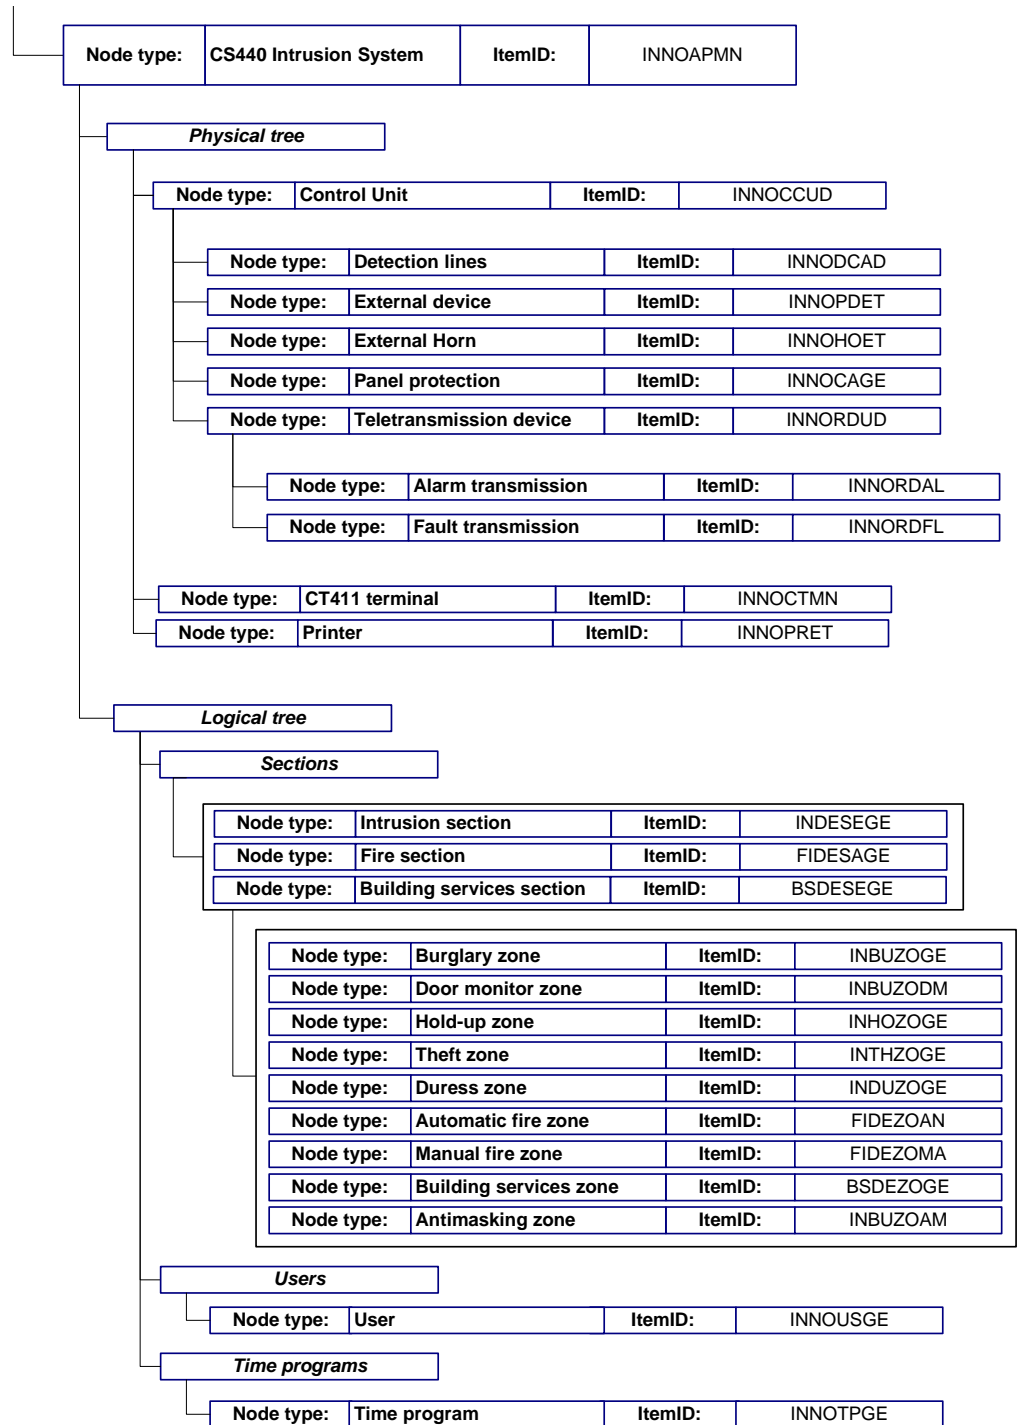 Node type: CS440 Intrusion System ItemID: INNOAPMN
Physical tree
Node type: Control Unit ItemID: INNOCCUD
Node type: Detection lines ItemID: INNODCAD
Node type: External device ItemID: INNOPDET
Node type: External Horn ItemID: INNOHOET
Node type: Panel protection ItemID: INNOCAGE
Node type: Teletransmission device ItemID: INNORDUD
Node type: Alarm transmission ItemID: INNORDAL
Node type: Fault transmission ItemID: INNORDFL
Node type: CT411 terminal ItemID: INNOCTMN
Node type: Printer ItemID: INNOPRET
Logical tree
Sections
Node type: Intrusion section ItemID: INDESEGE
Node type: Fire section ItemID: FIDESAGE
Node type: Building services section ItemID: BSDESEGE
Node type: Burglary zone ItemID: INBUZOGE
Node type: Door monitor zone ItemID: INBUZODM
Node type: Hold-up zone ItemID: INHOZOGE
Node type: Theft zone ItemID: INTHZOGE
Node type: Duress zone ItemID: INDUZOGE
Node type: Automatic fire zone ItemID: FIDEZOAN
Node type: Manual fire zone ItemID: FIDEZOMA
Node type: Building services zone ItemID: BSDEZOGE
Node type: Antimasking zone ItemID: INBUZOAM
Users
Node type: User ItemID: INNOUSGE
Time programs
Node type: Time program ItemID: INNOTPGE